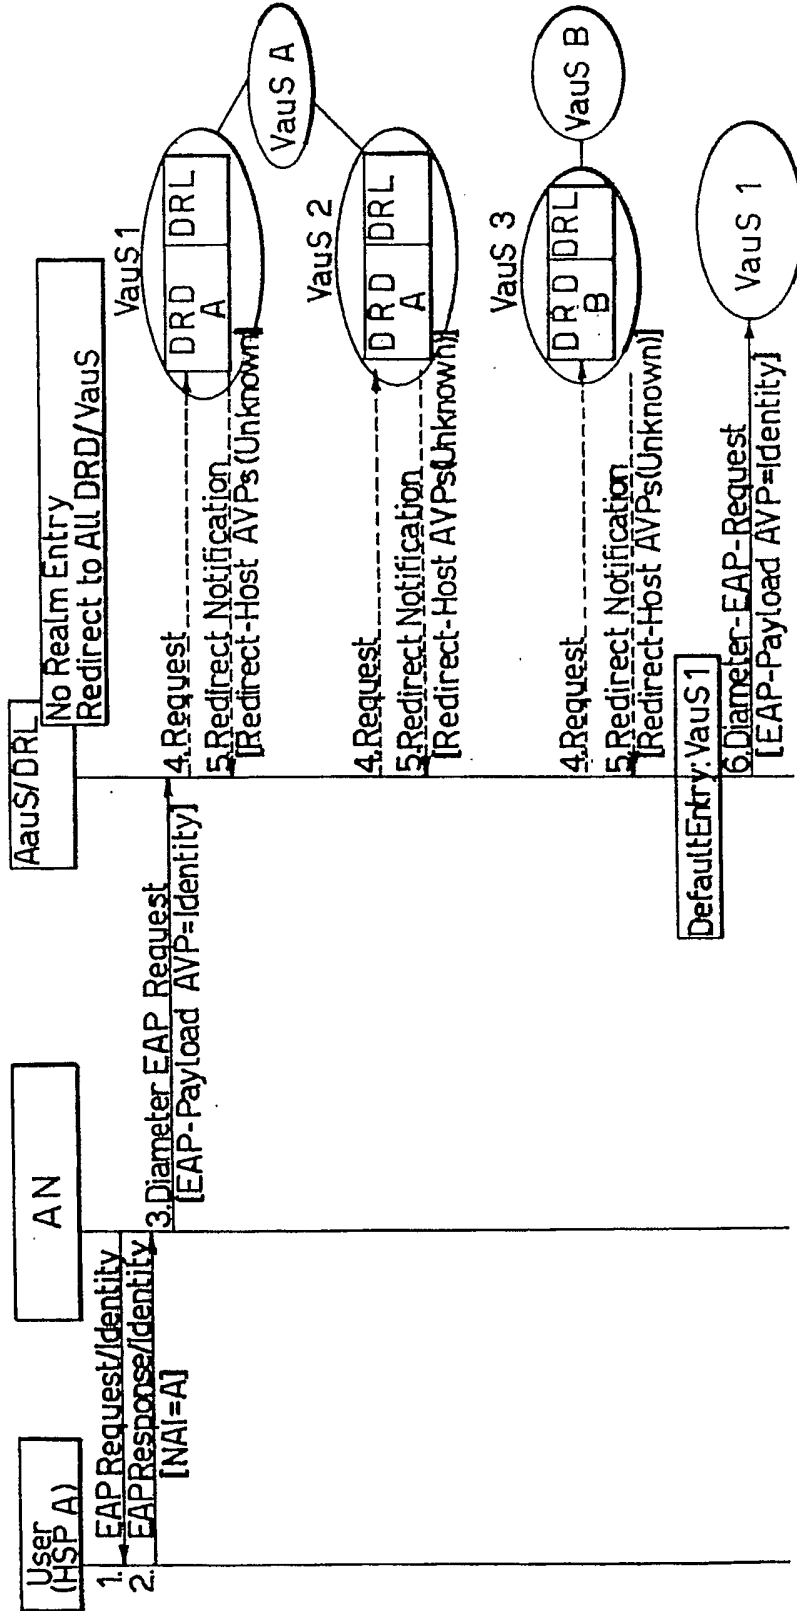 User
(HSP A)
AN
AauS/DRL
No Realm Entry
Redirect to All DRD/Vaus
1.
EAP Request/Identity
2.
EAPResponse/Identity
[NAI=A]
3.Diameter EAP Request
[EAP-Payload AVP=Identity]
4.Request
5.Redirect Notification
[Redirect-Host AVPs(Unknown)]
VauS1
DRD
A
DRL
VauS A
4.Request
5.Redirect Notification
[Redirect-Host AVPs(Unknown)]
VauS 2
DRD
A
DRL
4.Request
5.Redirect Notification
[Redirect-Host AVPs(Unknown)]
VauS 3
DRD
B
DRL
VauS B
DefaultEntry:VauS1
6.Diameter-EAP-Request
[EAP-Payload AVP=Identity]
VauS 1